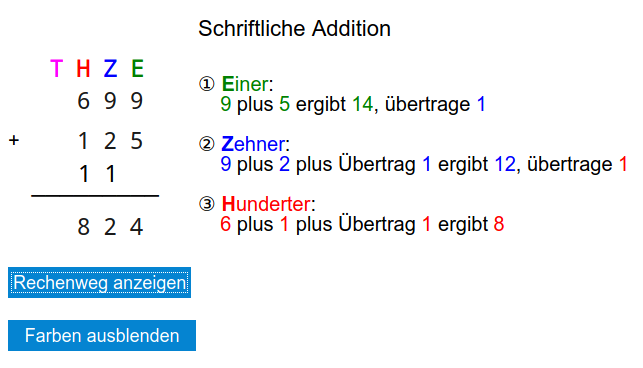 Schriftliche Addition
T H Z E
6 9 9
+ 1 2 5
1 1
8 2 4
① Einer:
9 plus 5 ergibt 14, übertrage 1
② Zehner:
9 plus 2 plus Übertrag 1 ergibt 12, übertrage 1
③ Hunderter:
6 plus 1 plus Übertrag 1 ergibt 8
Rechenweg anzeigen
Farben ausblenden